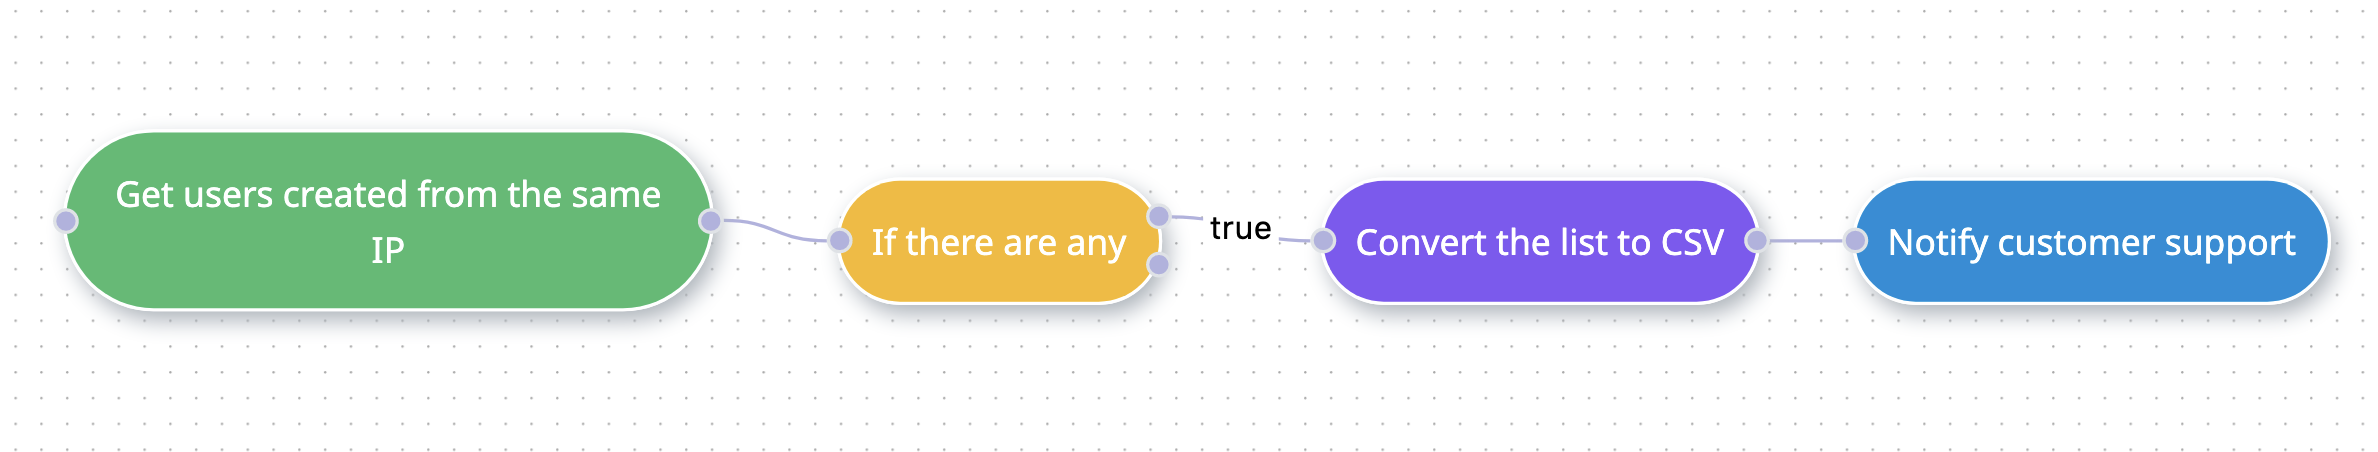 Get users created from the same
IP
If there are any
true
Convert the list to CSV
Notify customer support